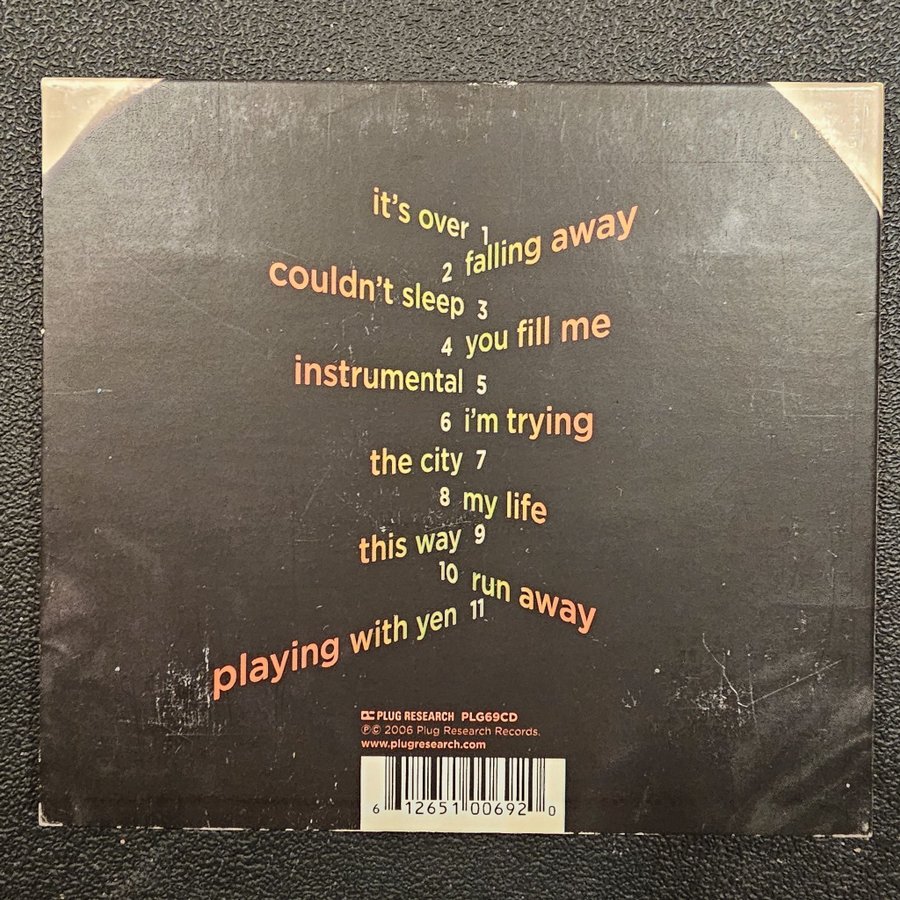 it's over 1
2 falling away
couldn't sleep 3
4 you fill me
instrumental 5
6 i'm trying
the city 7
8 my life
this way 9
10 run away
playing with yen 11
PLUG RESEARCH PLG69CD
℗© 2006 Plug Research Records.
www.plugresearch.com
6 12651 00692 0